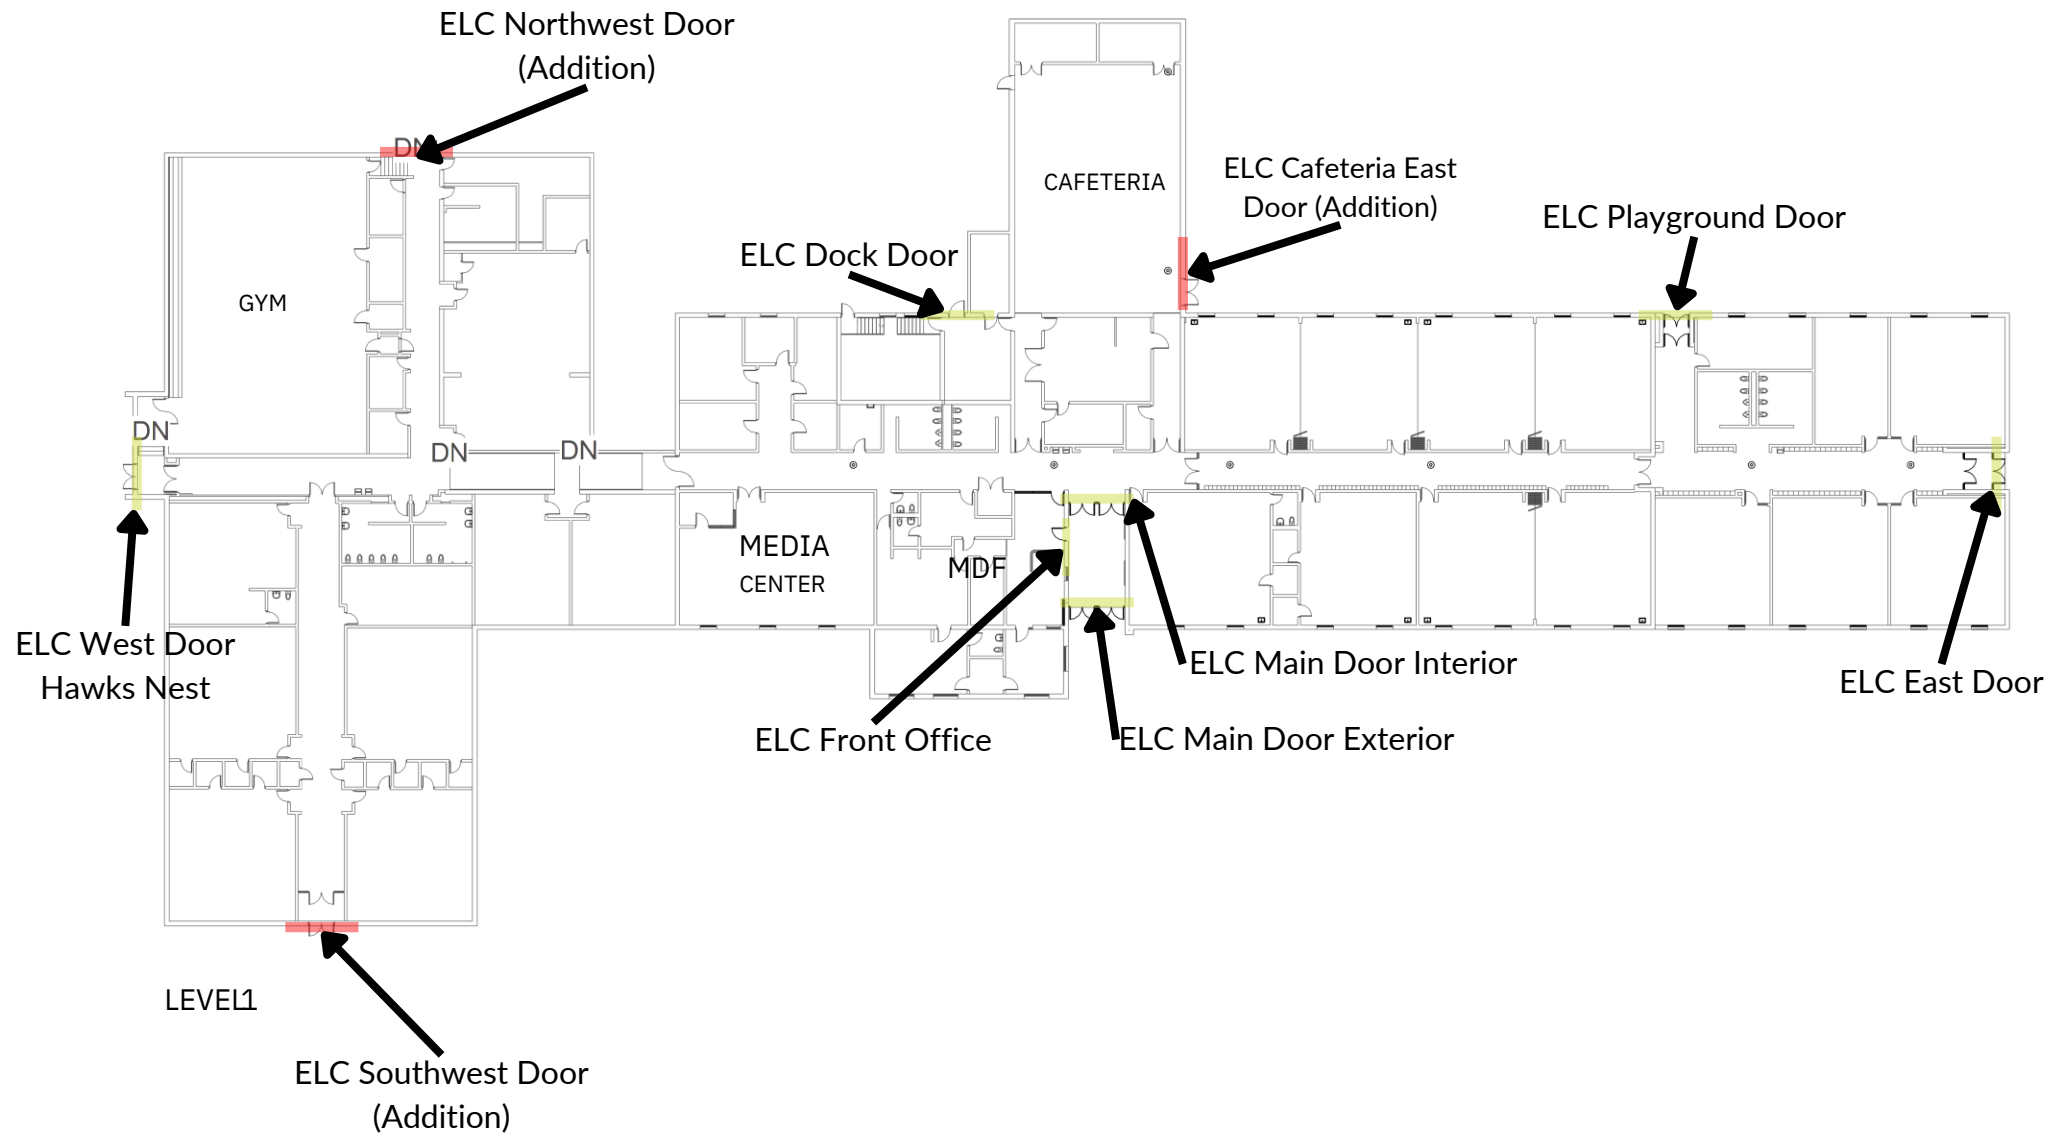 ELC Northwest Door
(Addition)
DN
CAFETERIA
ELC Cafeteria East
Door (Addition)
ELC Playground Door
ELC Dock Door
GYM
DN
DN
DN
MEDIA
CENTER
MDF
ELC West Door
Hawks Nest
ELC Main Door Interior
ELC East Door
ELC Front Office
ELC Main Door Exterior
LEVEL1
ELC Southwest Door
(Addition)